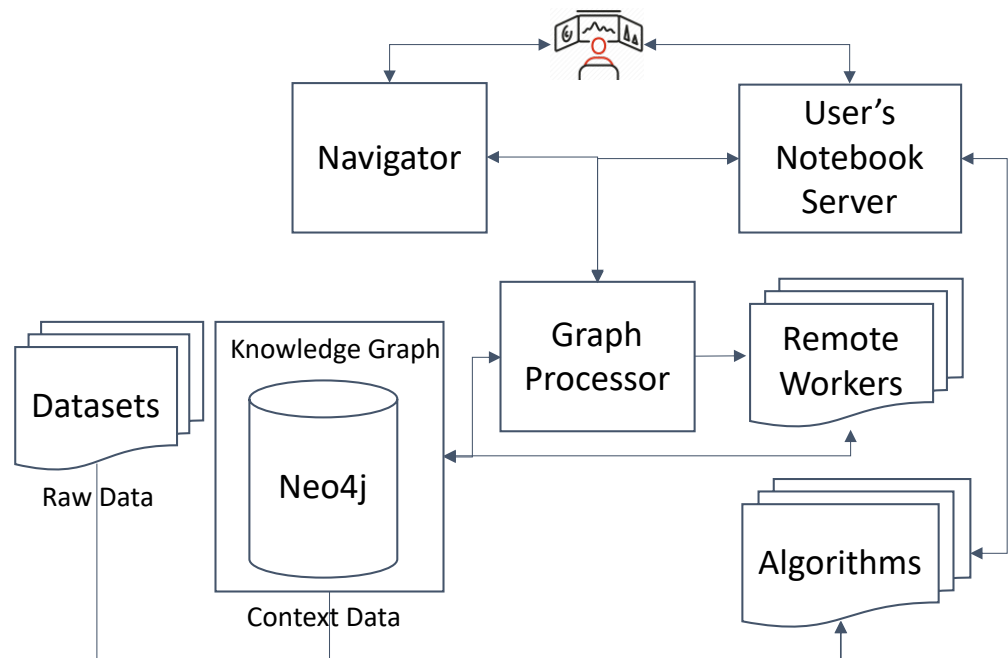 Navigator
User’s
Notebook
Server
Graph
Processor
Remote
Workers
Knowledge Graph
Datasets
Neo4j
Raw Data
Algorithms
Context Data